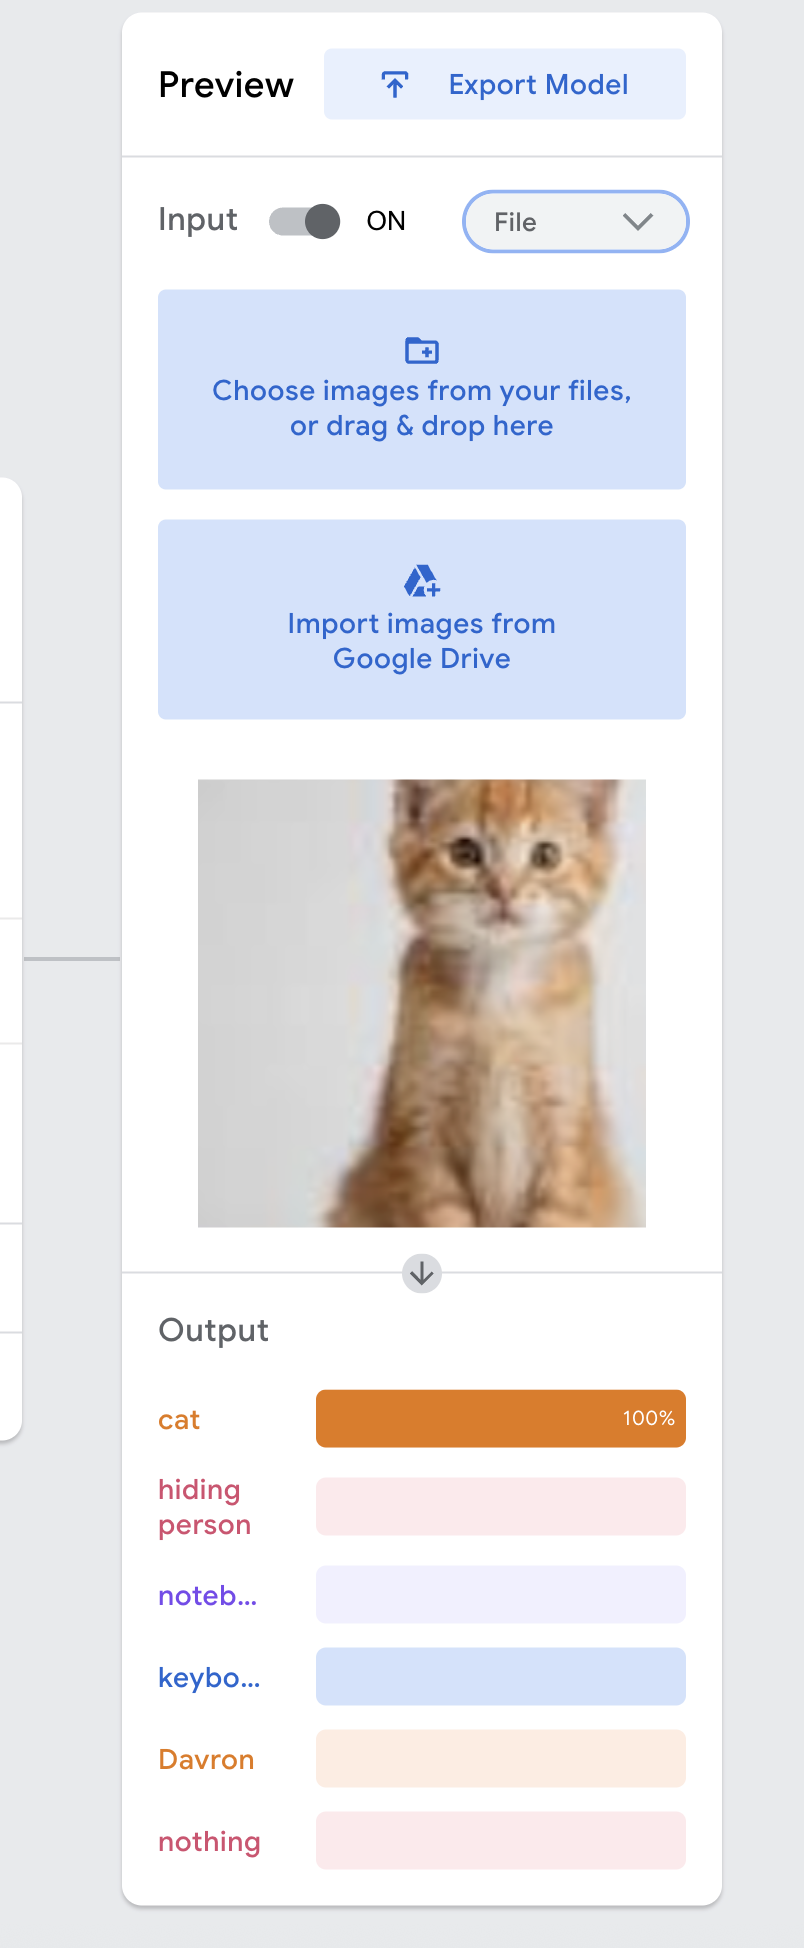 Preview
Export Model
Input
ON
File
Choose images from your files,
or drag & drop here
Import images from
Google Drive
Output
cat
100%
hiding
person
noteb...
keybo...
Davron
nothing